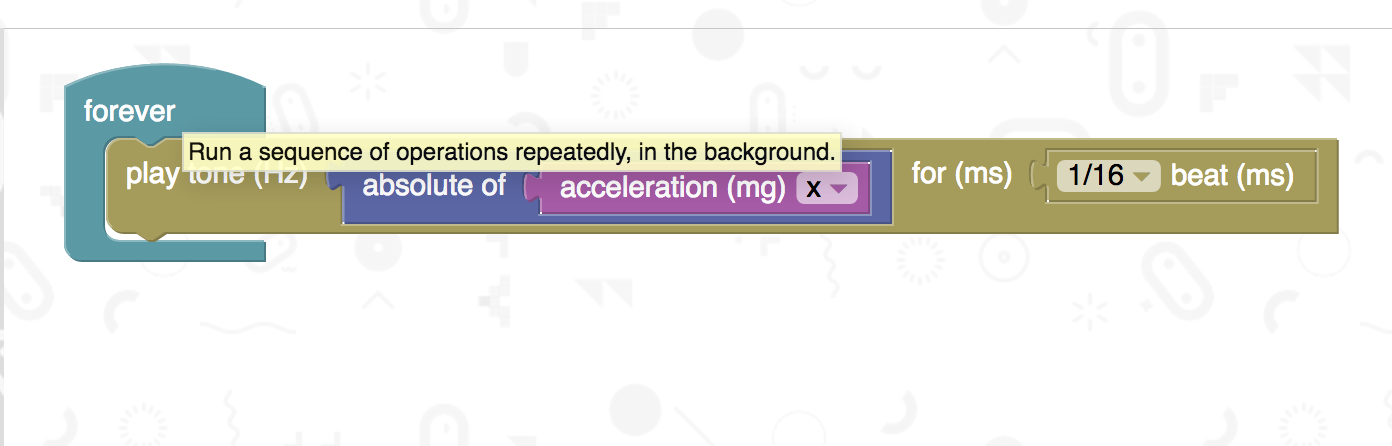 forever
Run a sequence of operations repeatedly, in the background.
play tone (Hz) absolute of acceleration (mg) x for (ms) 1/16 beat (ms)